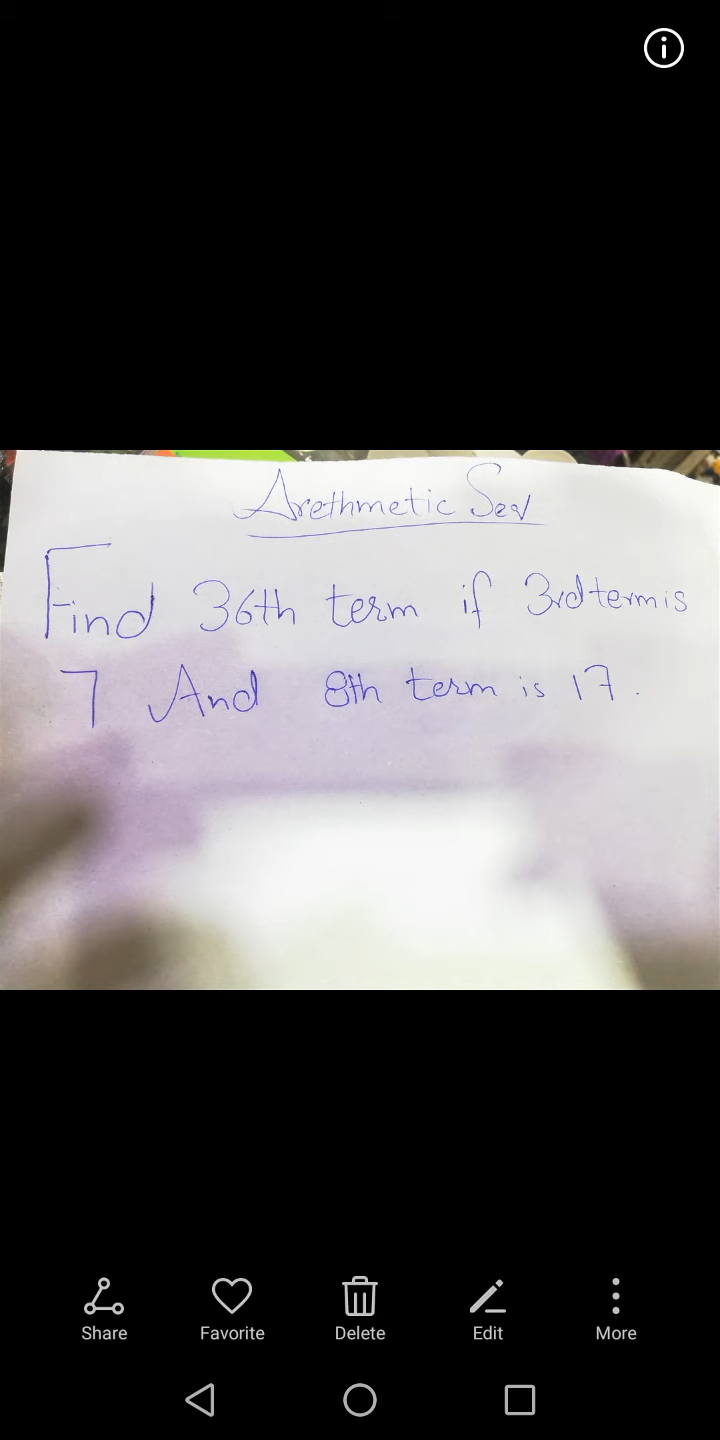 Arethmetic Seq
Find 36th term if 3rd term is
7 And 8th term is 17.
Share Favorite Delete Edit More